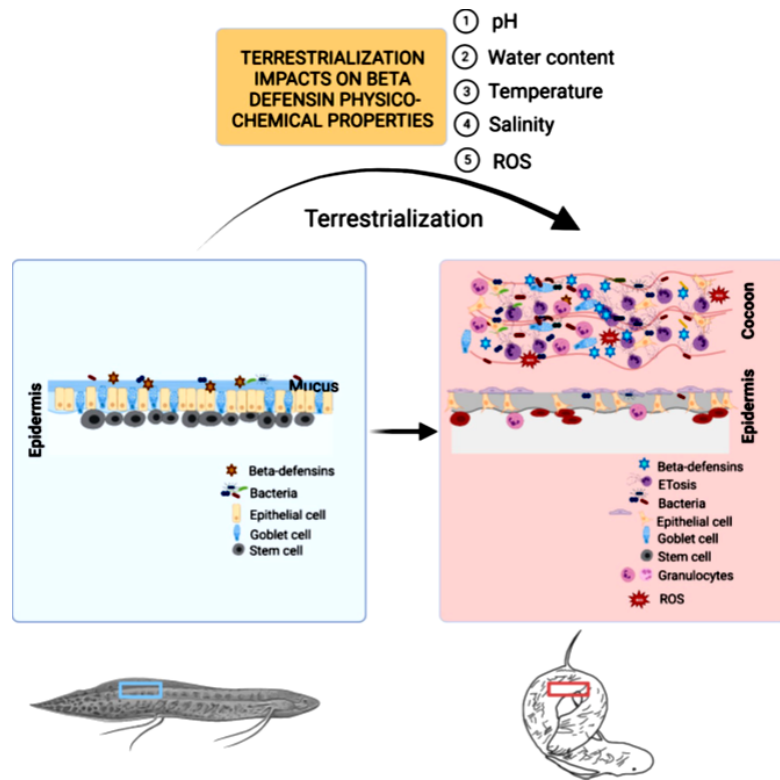 TERRESTRIALIZATION
IMPACTS ON BETA
DEFENSIN PHYSICO-
CHEMICAL PROPERTIES
1 pH
2 Water content
3 Temperature
4 Salinity
5 ROS
Terrestrialization
Epidermis
Mucus
Beta-defensins
Bacteria
Epithelial cell
Goblet cell
Stem cell
Cocoon
Epidermis
Beta-defensins
ETosis
Bacteria
Epithelial cell
Goblet cell
Stem cell
Granulocytes
ROS